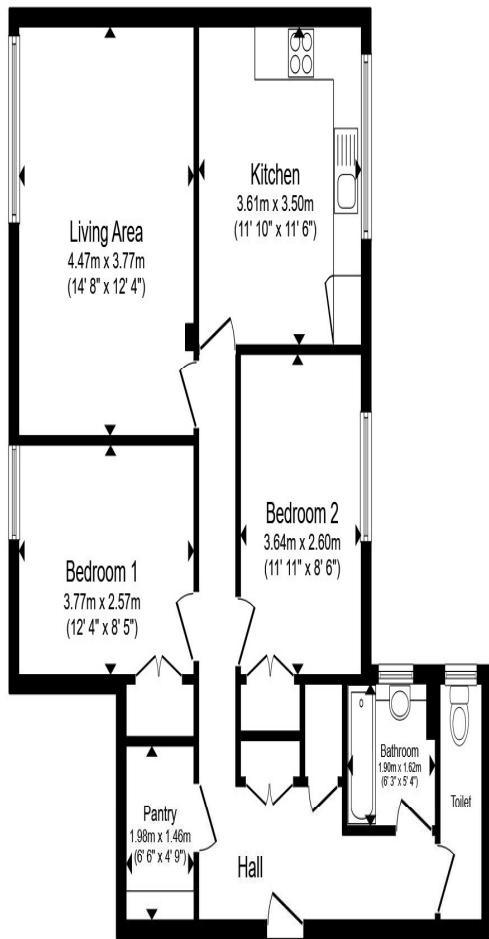 Kitchen
3.61m x 3.50m
(11' 10" x 11' 6")
Living Area
4.47m x 3.77m
(14' 8" x 12' 4")
Bedroom 2
3.64m x 2.60m
(11' 11" x 8' 6")
Bedroom 1
3.77m x 2.57m
(12' 4" x 8' 5")
Bathroom
1.90m x 1.62m
(6' 3" x 5' 4")
Toilet
Pantry
1.98m x 1.46m
(6' 6" x 4' 9")
Hall